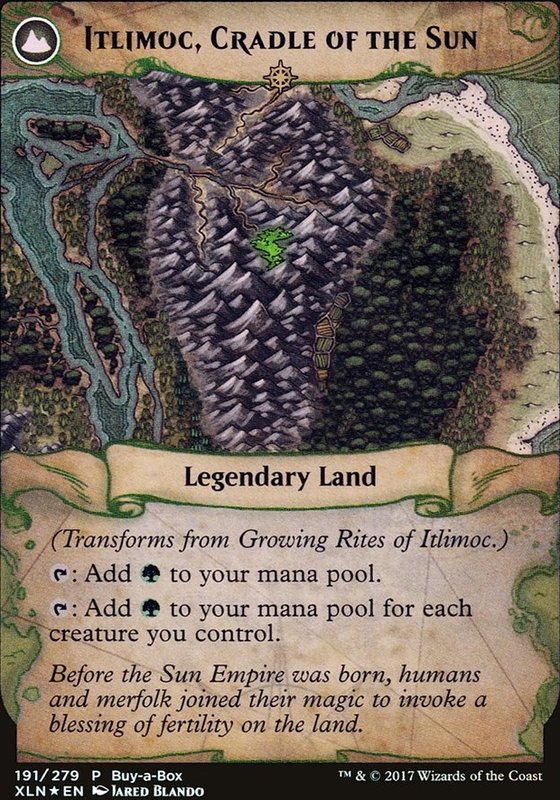 Itlimoc, Cradle of the Sun
Legendary Land
(Transforms from Growing Rites of Itlimoc.)
: Add to your mana pool.
: Add to your mana pool for each
creature you control.
Before the Sun Empire was born, humans
and merfolk joined their magic to invoke a
blessing of fertility on the land.
191/279 P Buy-a-Box
XLN★EN Jared Blando
™ & © 2017 Wizards of the Coast